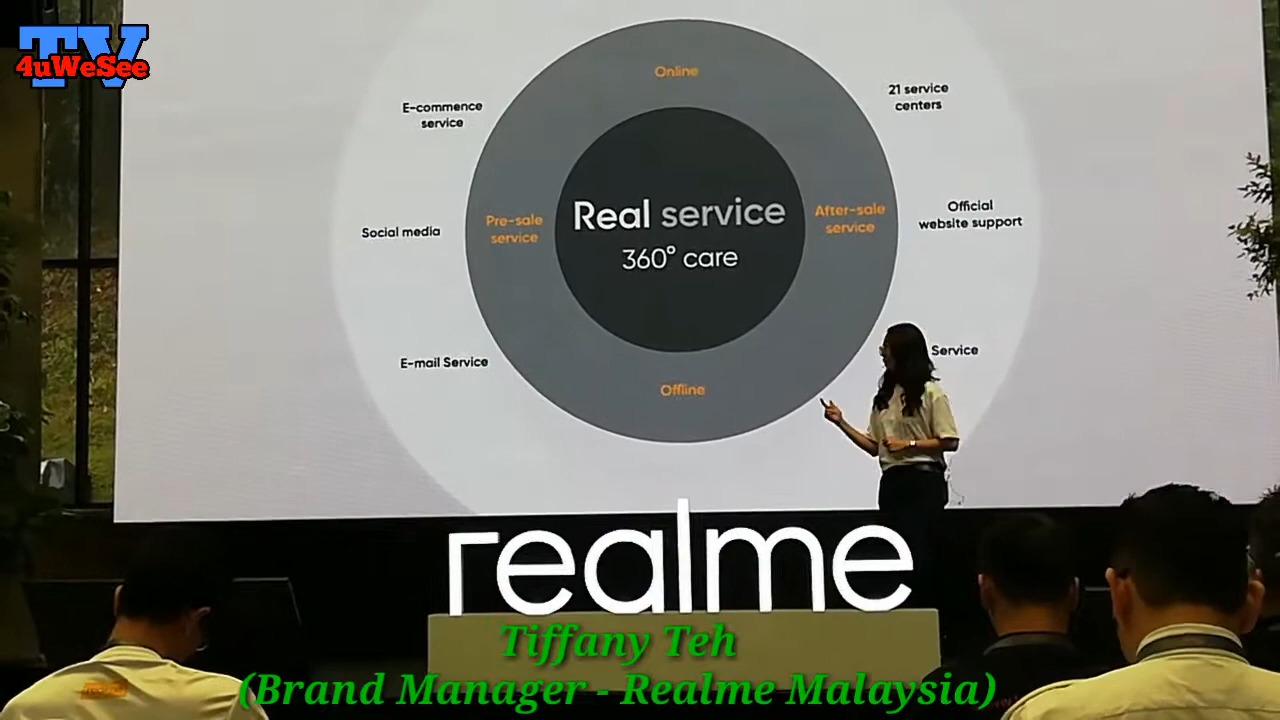 TV
4uWeSee
Online
E-commence
service
21 service
centers
Pre-sale
service
Real service
360° care
After-sale
service
Social media
Official
website support
E-mail Service
Service
Offline
realme
Tiffany Teh
(Brand Manager - Realme Malaysia)